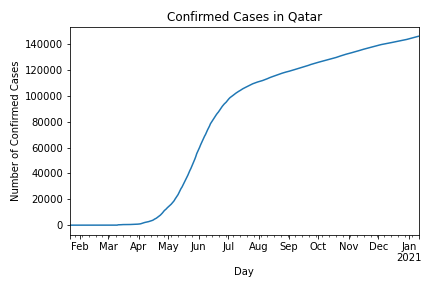 Confirmed Cases in Qatar
Number of Confirmed Cases
140000
120000
100000
80000
60000
40000
20000
0
Feb Mar Apr May Jun Jul Aug Sep Oct Nov Dec Jan
2021
Day